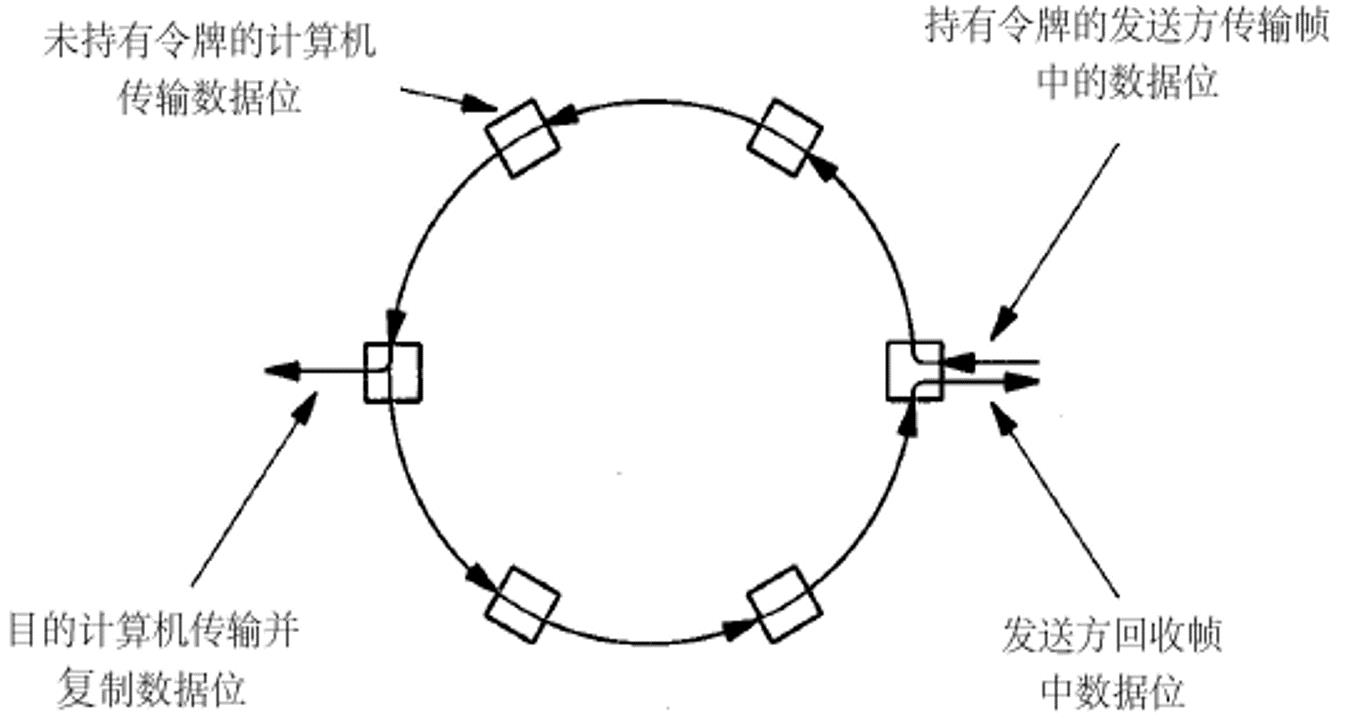 未持有令牌的计算机
传输数据位
持有令牌的发送方传输帧
中的数据位
目的计算机传输并
复制数据位
发送方回收帧
中数据位